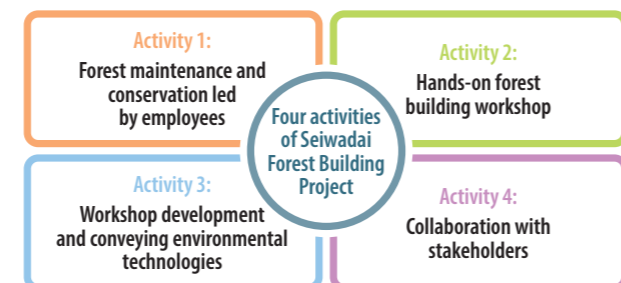 Activity 1:
Forest maintenance and
conservation led
by employees
Activity 2:
Hands-on forest
building workshop
Four activities
of Seiwadai
Forest Building
Project
Activity 3:
Workshop development
and conveying environmental
technologies
Activity 4:
Collaboration with
stakeholders